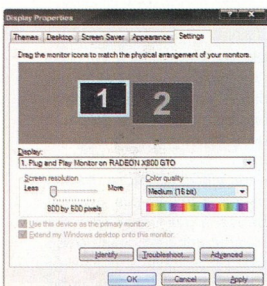 Display Properties
Themes Desktop Screen Saver Appearance Settings
Drag the monitor icons to match the physical arrangement of your monitors.
1 2
Display:
1. Plug and Play Monitor on RADEON X800 GTO
Screen resolution
Less More
800 by 600 pixels
Color quality
Medium (16 bit)
Use this device as the primary monitor.
Extend my Windows desktop onto this monitor.
Identify Troubleshoot... Advanced
OK Cancel Apply